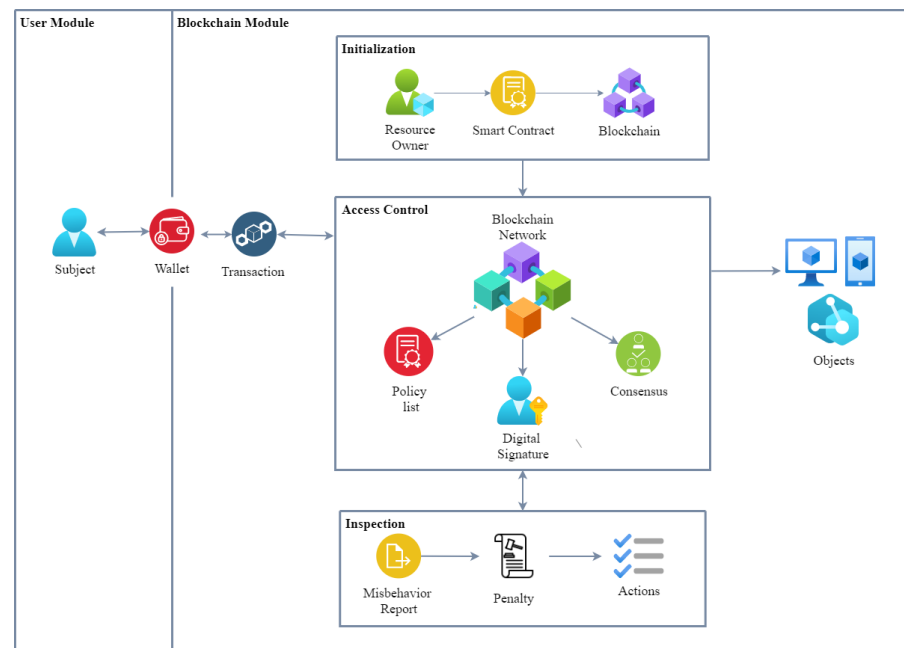 User Module
Blockchain Module
Initialization
Resource
Owner
Smart Contract
Blockchain
Access Control
Blockchain
Network
Subject
Wallet
Transaction
Policy
list
Consensus
Digital
Signature
Objects
Inspection
Misbehavior
Report
Penalty
Actions